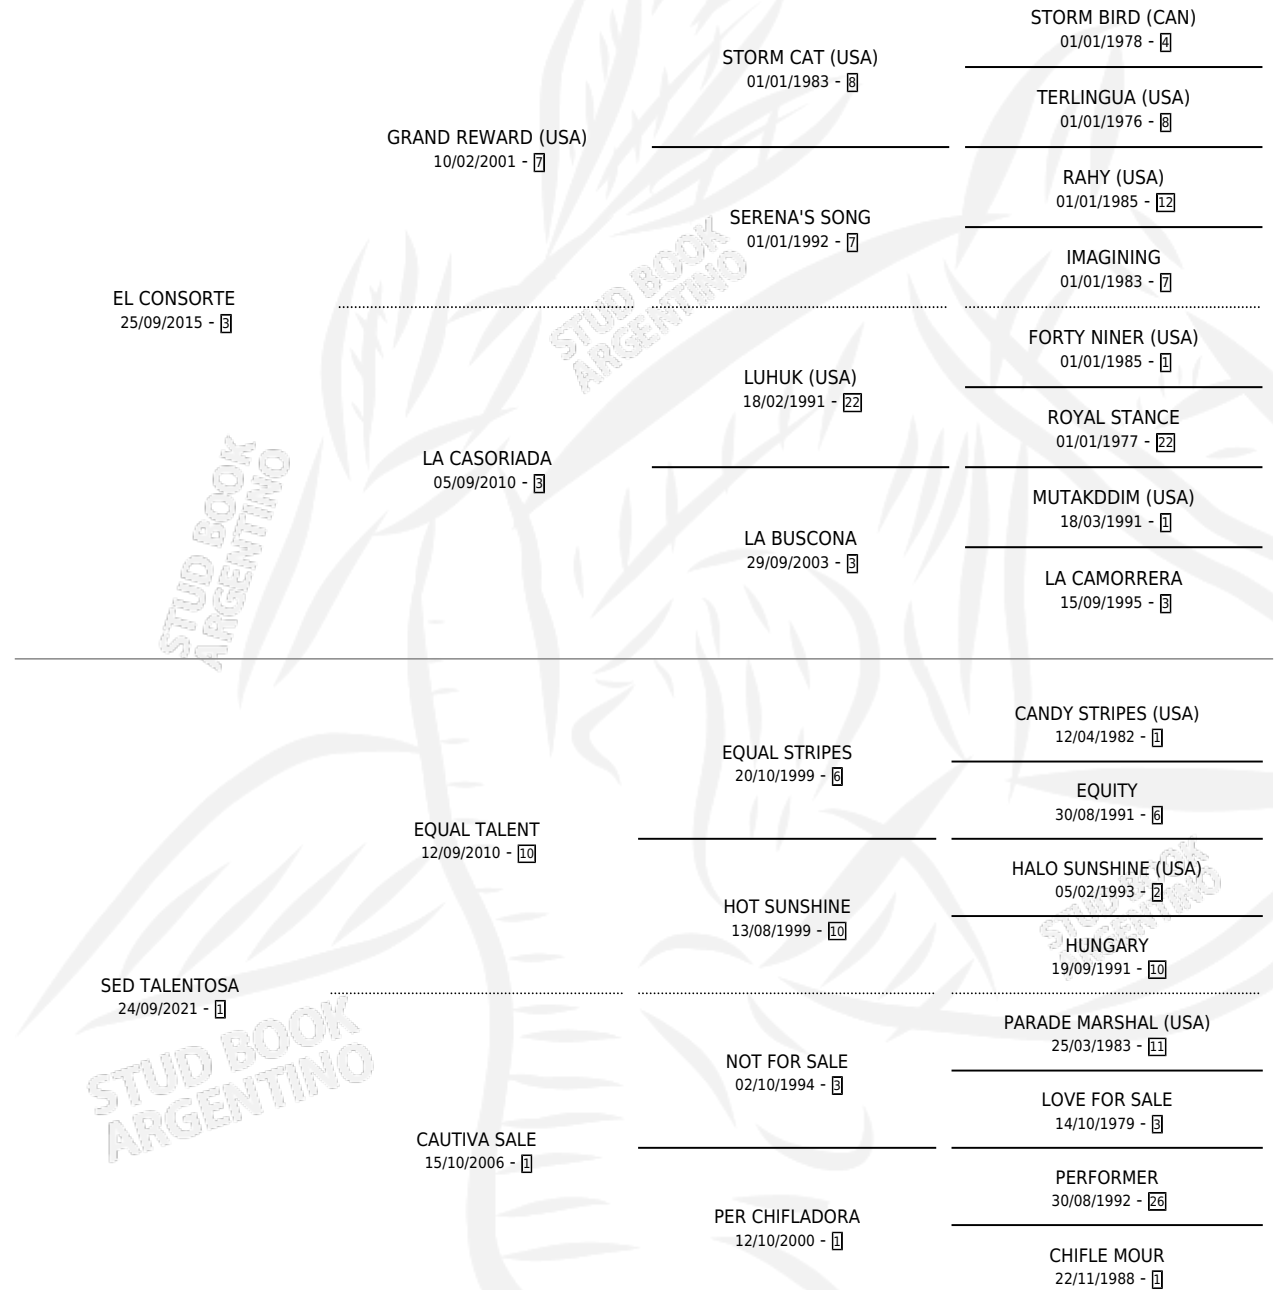 STORM BIRD (CAN)
01/01/1978 - 4
STORM CAT (USA)
01/01/1983 - 8
TERLINGUA (USA)
01/01/1976 - 8
GRAND REWARD (USA)
10/02/2001 - 7
RAHY (USA)
01/01/1985 - 12
SERENA'S SONG
01/01/1992 - 7
IMAGINING
01/01/1983 - 7
EL CONSORTE
25/09/2015 - 3
FORTY NINER (USA)
01/01/1985 - 1
LUHUK (USA)
18/02/1991 - 22
ROYAL STANCE
01/01/1977 - 22
LA CASORIADA
05/09/2010 - 3
MUTAKDDIM (USA)
18/03/1991 - 1
LA BUSCONA
29/09/2003 - 3
LA CAMORRERA
15/09/1995 - 3
CANDY STRIPES (USA)
12/04/1982 - 1
EQUAL STRIPES
20/10/1999 - 6
EQUITY
30/08/1991 - 6
EQUAL TALENT
12/09/2010 - 10
HALO SUNSHINE (USA)
05/02/1993 - 2
HOT SUNSHINE
13/08/1999 - 10
HUNGARY
19/09/1991 - 10
SED TALENTOSA
24/09/2021 - 1
PARADE MARSHAL (USA)
25/03/1983 - 11
NOT FOR SALE
02/10/1994 - 3
LOVE FOR SALE
14/10/1979 - 3
CAUTIVA SALE
15/10/2006 - 1
PERFORMER
30/08/1992 - 26
PER CHIFLADORA
12/10/2000 - 1
CHIFLE MOUR
22/11/1988 - 1
STUD BOOK
ARGENTINO
STUD BOOK
ARGENTINO
STUD BOOK
ARGENTINO
STUD BOOK
ARGENTINO